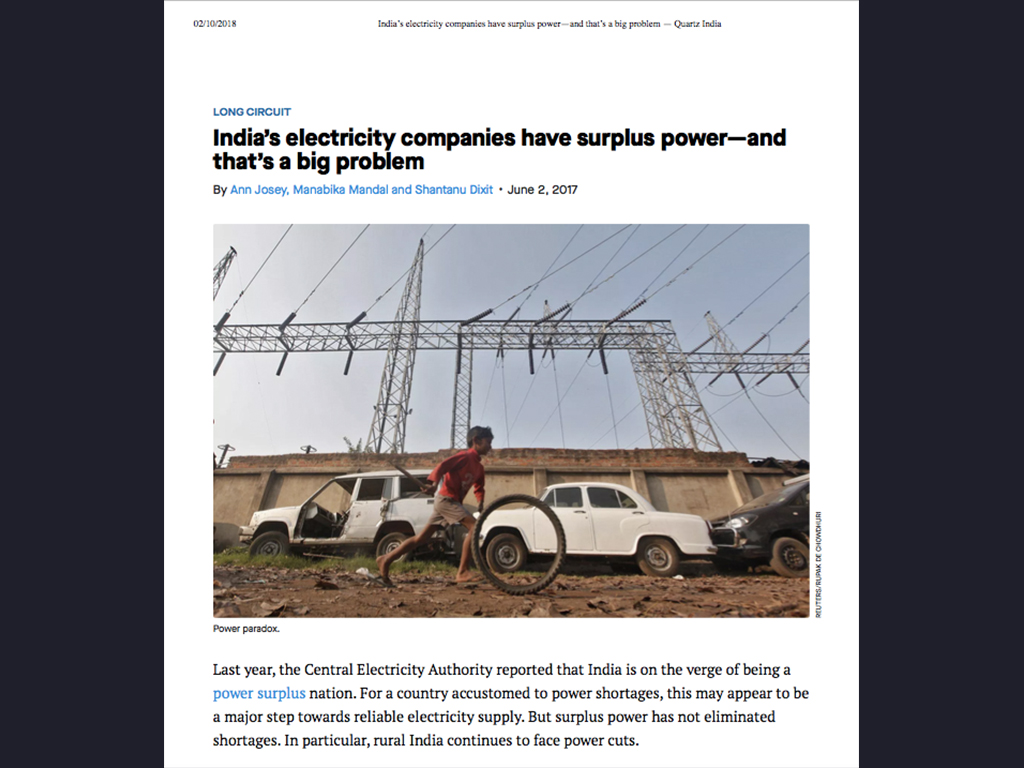 02/10/2018
India's electricity companies have surplus power—and that's a big problem — Quartz India
LONG CIRCUIT
India's electricity companies have surplus power—and
that's a big problem
By Ann Josey, Manabika Mandal and Shantanu Dixit • June 2, 2017
REUTERS/RUPAK DE CHOWDHURI
Power paradox.
Last year, the Central Electricity Authority reported that India is on the verge of being a
power surplus nation. For a country accustomed to power shortages, this may appear to be
a major step towards reliable electricity supply. But surplus power has not eliminated
shortages. In particular, rural India continues to face power cuts.